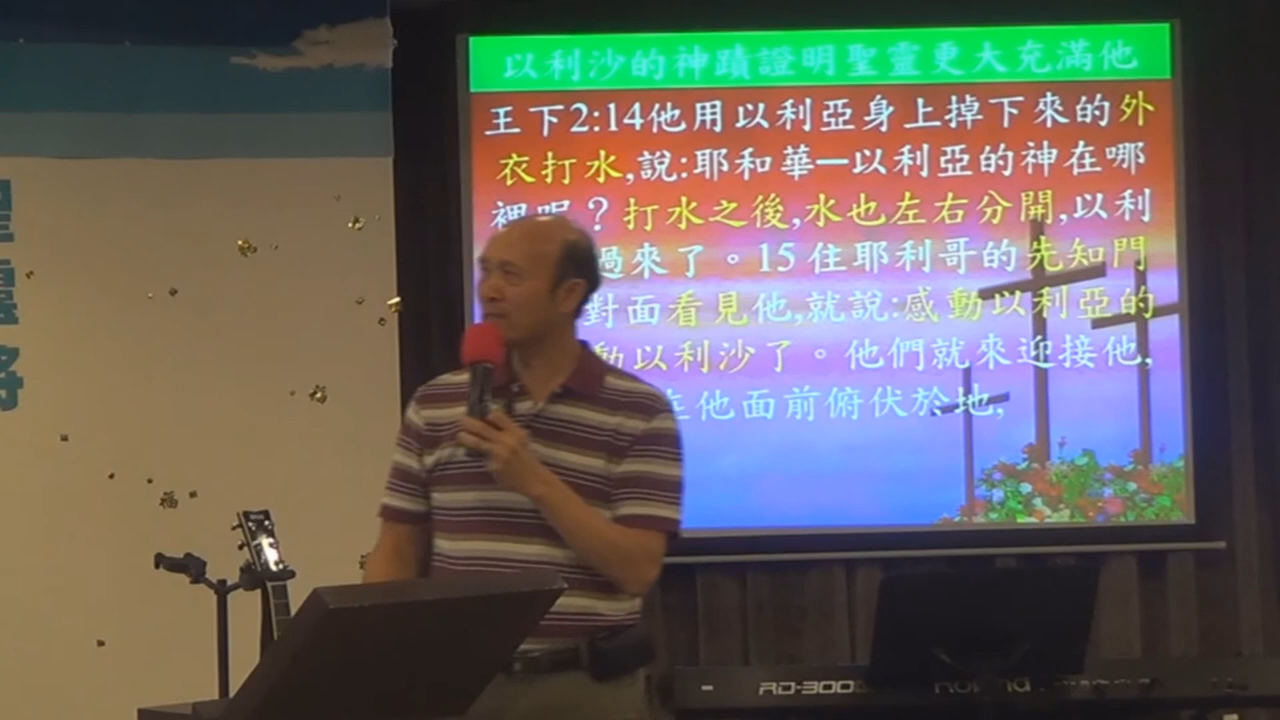 以利沙的神蹟證明聖靈更大充滿他
王下2:14他用以利亞身上掉下來的外
衣打水,說:耶和華─以利亞的神在哪
裡呢？打水之後,水也左右分開,以利
過來了。15 住耶利哥的先知門
對面看見他,就說:感動以利亞的
動以利沙了。他們就來迎接他,
在他面前俯伏於地,
聖
靈
將
福
RD-300
Roland